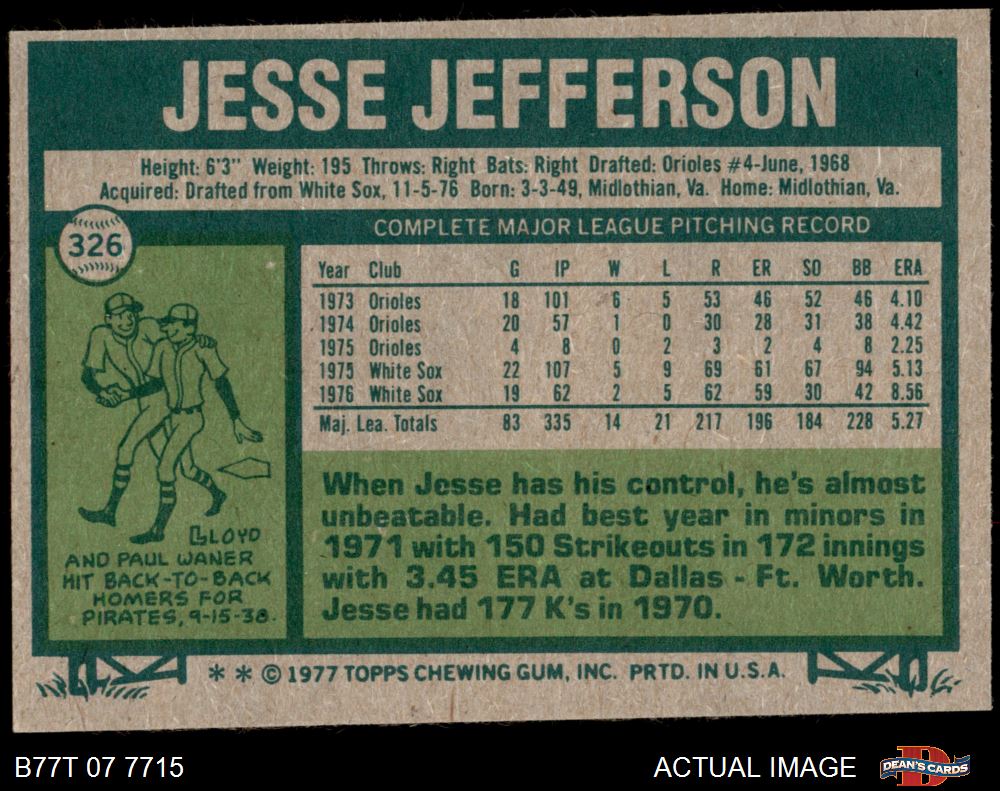 JESSE JEFFERSON
Height: 6'3" Weight: 195 Throws: Right Bats: Right Drafted: Orioles #4-June, 1968
Acquired: Drafted from White Sox, 11-5-76 Born: 3-3-49, Midlothian, Va. Home: Midlothian, Va.
326
COMPLETE MAJOR LEAGUE PITCHING RECORD
Year Club G IP W L R ER SO BB ERA
1973 Orioles 18 101 6 5 53 46 52 46 4.10
1974 Orioles 20 57 1 0 30 28 31 38 4.42
1975 Orioles 4 8 0 2 3 2 4 8 2.25
1975 White Sox 22 107 5 9 69 61 67 94 5.13
1976 White Sox 19 62 2 5 62 59 30 42 8.56
Maj. Lea. Totals 83 335 14 21 217 196 184 228 5.27
LLOYD
AND PAUL WANER
HIT BACK-TO-BACK
HOMERS FOR
PIRATES, 9-15-38.
When Jesse has his control, he's almost
unbeatable. Had best year in minors in
1971 with 150 Strikeouts in 172 innings
with 3.45 ERA at Dallas - Ft. Worth.
Jesse had 177 K's in 1970.
* * © 1977 TOPPS CHEWING GUM, INC. PRTD. IN U.S.A.
B77T 07 7715
ACTUAL IMAGE
D
DEAN'S CARDS